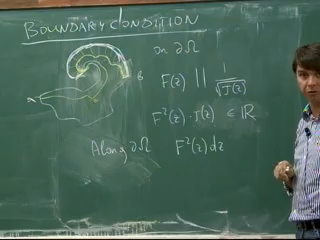 BOUNDARY CONDITION
on ∂Ω
F(z) || 1/√τ(z)
b
a
F²(z) · τ(z) ∈ ℝ
Along ∂Ω F²(z)dz